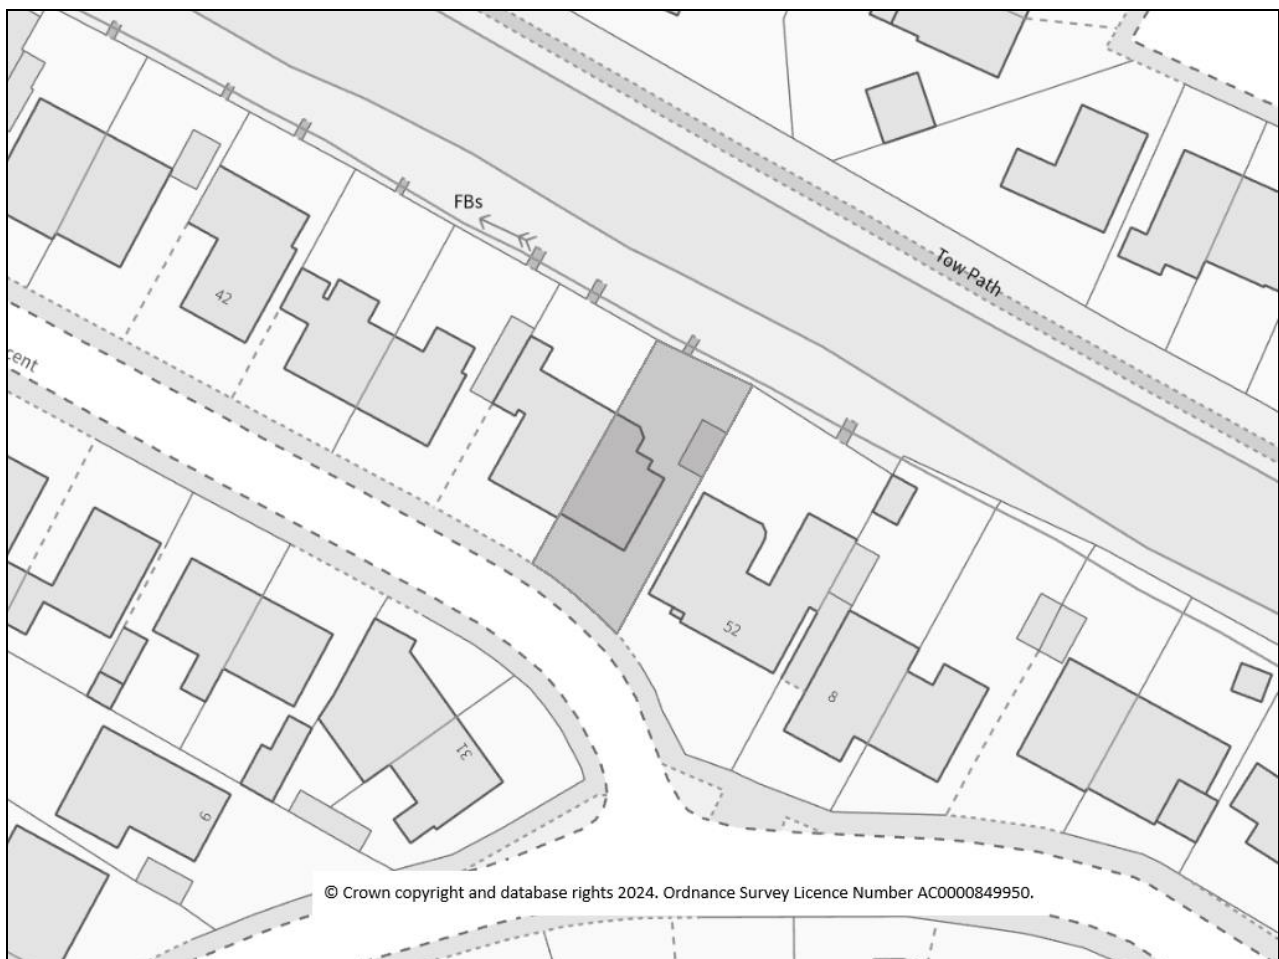 FBs
Tow Path
42
cent
52
8
31
9
© Crown copyright and database rights 2024. Ordnance Survey Licence Number AC0000849950.